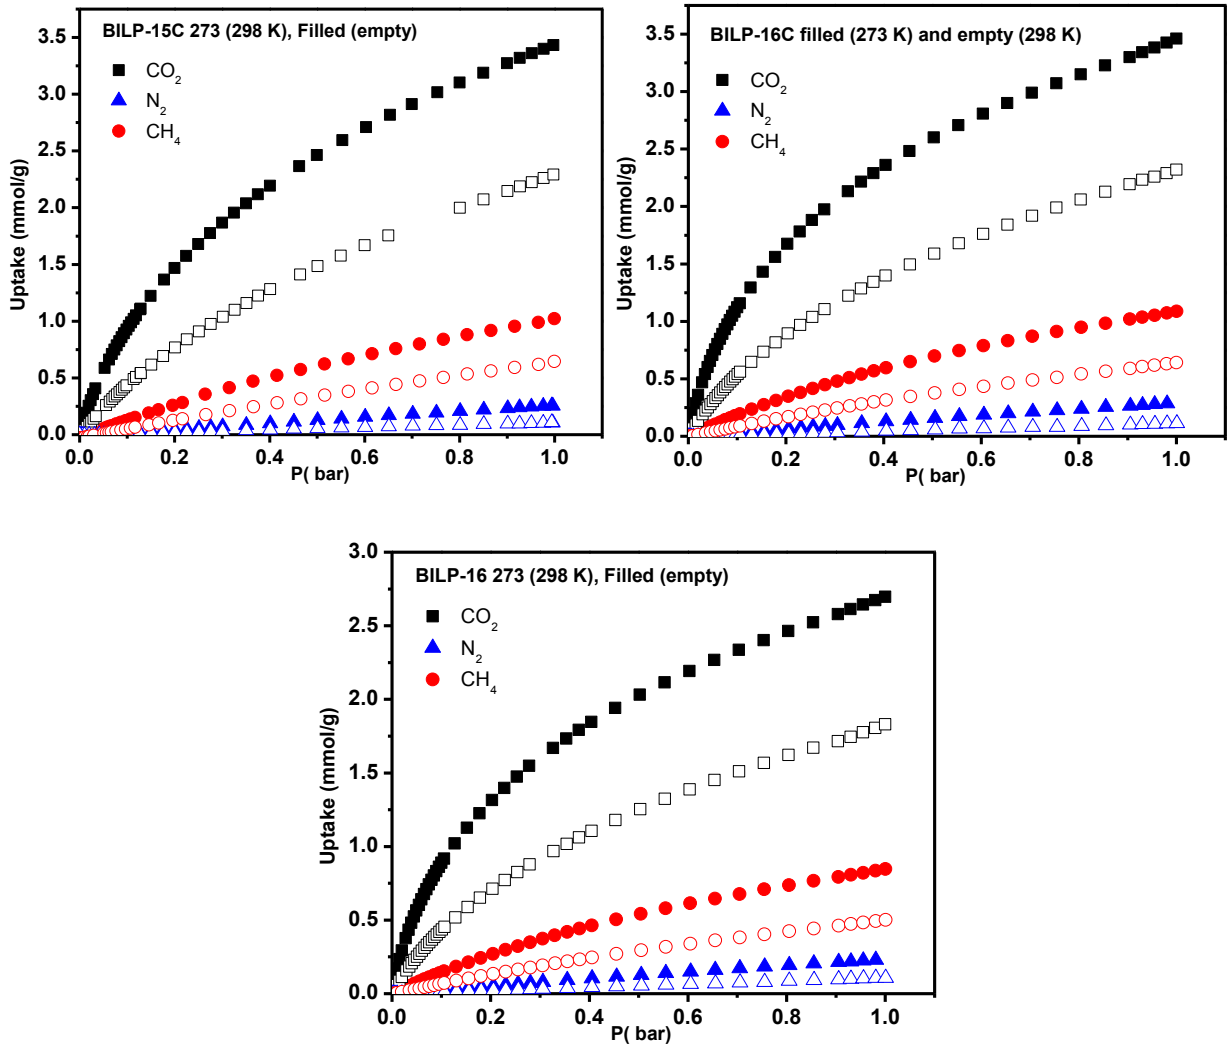 BILP-15C 273 (298 K), Filled (empty)
CO2
N2
CH4
Uptake (mmol/g)
3.5
3.0
2.5
2.0
1.5
1.0
0.5
0.0
0.0 0.2 0.4 0.6 0.8 1.0
P( bar)
BILP-16C filled (273 K) and empty (298 K)
CO2
N2
CH4
Uptake (mmol/g)
3.5
3.0
2.5
2.0
1.5
1.0
0.5
0.0
0.0 0.2 0.4 0.6 0.8 1.0
P( bar)
BILP-16 273 (298 K), Filled (empty)
CO2
N2
CH4
Uptake (mmol/g)
3.0
2.5
2.0
1.5
1.0
0.5
0.0
0.0 0.2 0.4 0.6 0.8 1.0
P( bar)